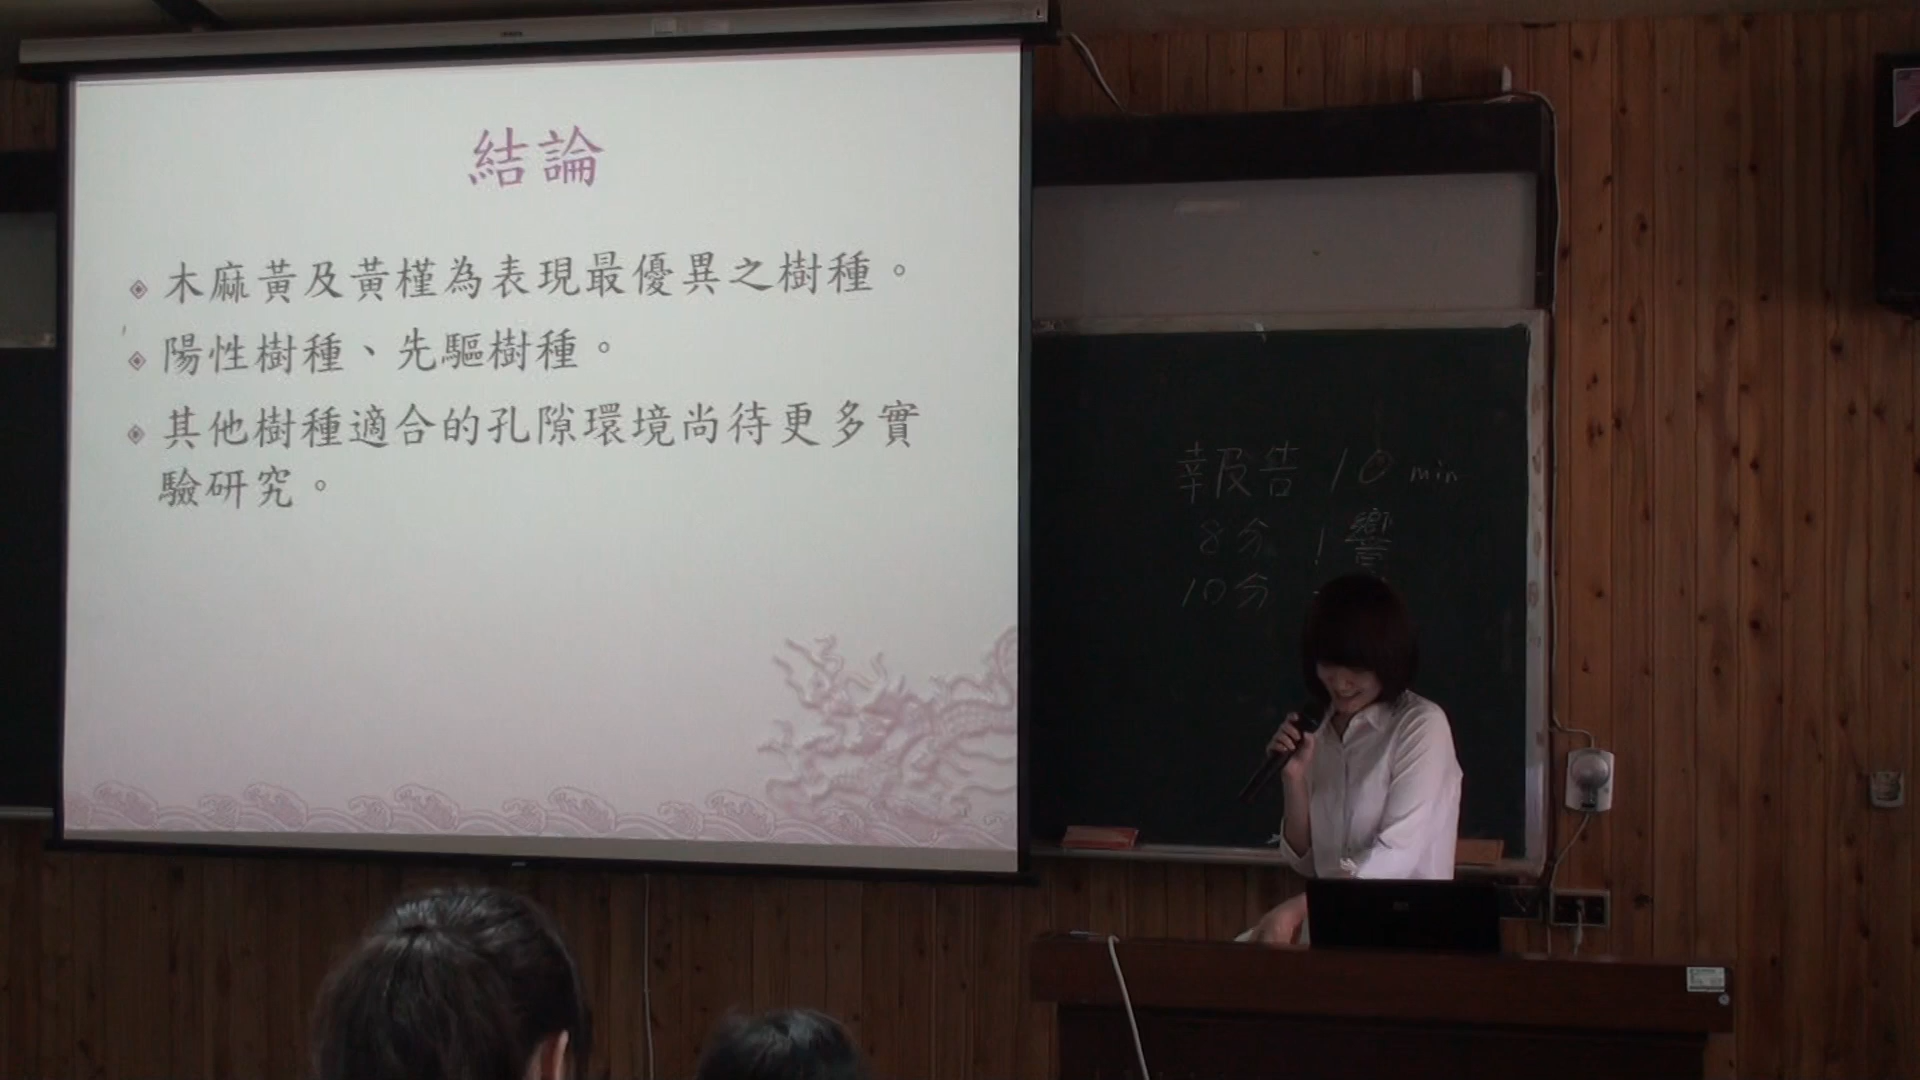 結論
木麻黃及黃槿為表現最優異之樹種。
陽性樹種、先驅樹種。
其他樹種適合的孔隙環境尚待更多實
驗研究。
報告 10 min
8分 1響
10分